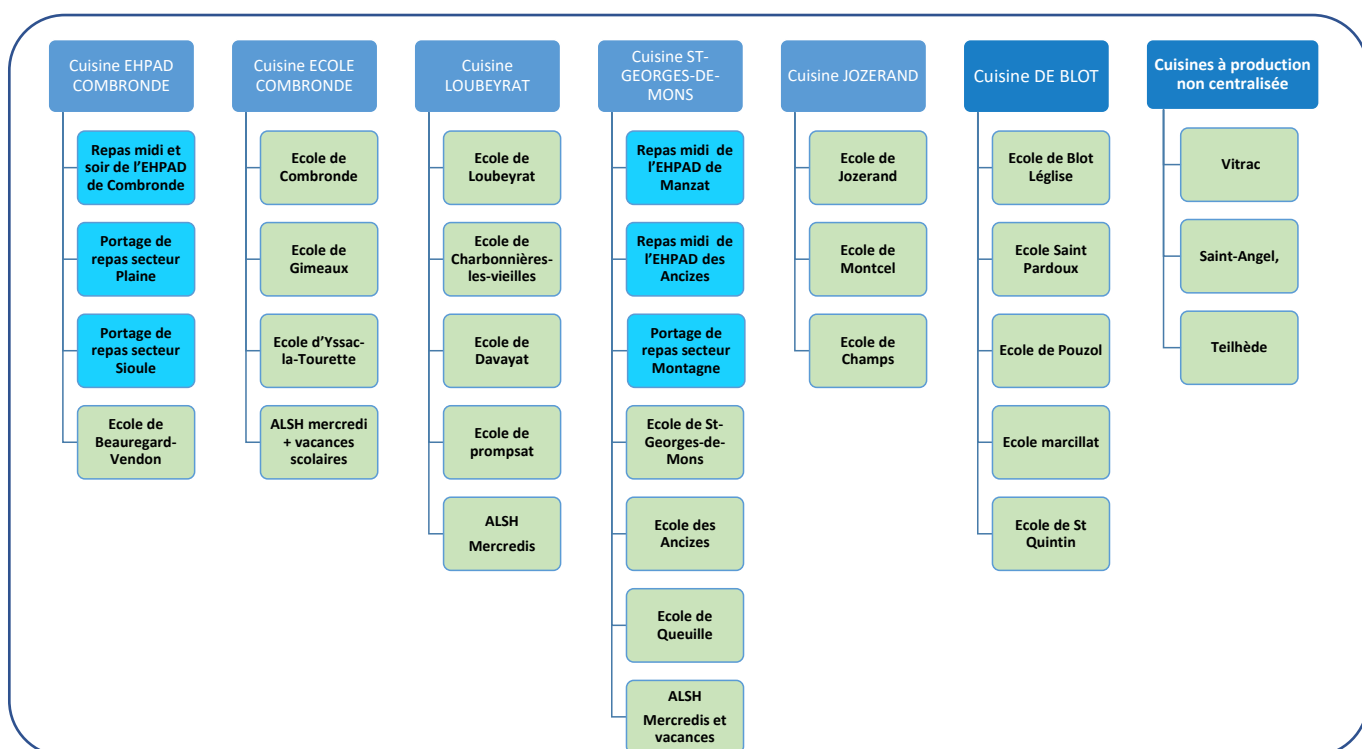 Cuisine EHPAD
COMBRONDE
Repas midi et
soir de l'EHPAD
de Combronde
Portage de
repas secteur
Plaine
Portage de
repas secteur
Sioule
Ecole de
Beauregard-
Vendon
Cuisine ECOLE
COMBRONDE
Ecole de
Combronde
Ecole de
Gimeaux
Ecole d'Yssac-
la-Tourette
ALSH mercredi
+ vacances
scolaires
Cuisine
LOUBEYRAT
Ecole de
Loubeyrat
Ecole de
Charbonnières-
les-vieilles
Ecole de
Davayat
Ecole de
prompsat
ALSH
Mercredis
Cuisine ST-
GEORGES-DE-
MONS
Repas midi de
l'EHPAD de
Manzat
Repas midi de
l'EHPAD des
Ancizes
Portage de
repas secteur
Montagne
Ecole de St-
Georges-de-
Mons
Ecole des
Ancizes
Ecole de
Queuille
ALSH
Mercredis et
vacances
Cuisine JOZERAND
Ecole de
Jozerand
Ecole de
Montcel
Ecole de
Champs
Cuisine DE BLOT
Ecole de Blot
Léglise
Ecole Saint
Pardoux
Ecole de Pouzol
Ecole marcillat
Ecole de St
Quintin
Cuisines à production
non centralisée
Vitrac
Saint-Angel,
Teilhède